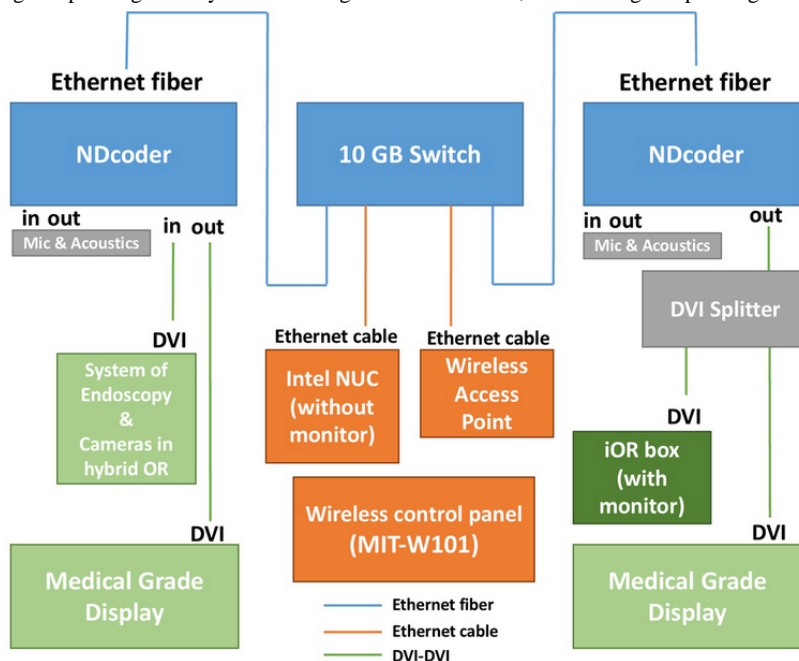 Ethernet fiber
Ethernet fiber
NDcoder
10 GB Switch
NDcoder
in out
in out
in out
out
Mic & Acoustics
Mic & Acoustics
DVI Splitter
DVI
Ethernet cable
Ethernet cable
System of
Endoscopy
&
Cameras in
hybrid OR
Intel NUC
(without
monitor)
Wireless
Access
Point
DVI
iOR box
(with
monitor)
Wireless control panel
(MIT-W101)
DVI
DVI
Medical Grade
Display
Medical Grade
Display
Ethernet fiber
Ethernet cable
DVI-DVI